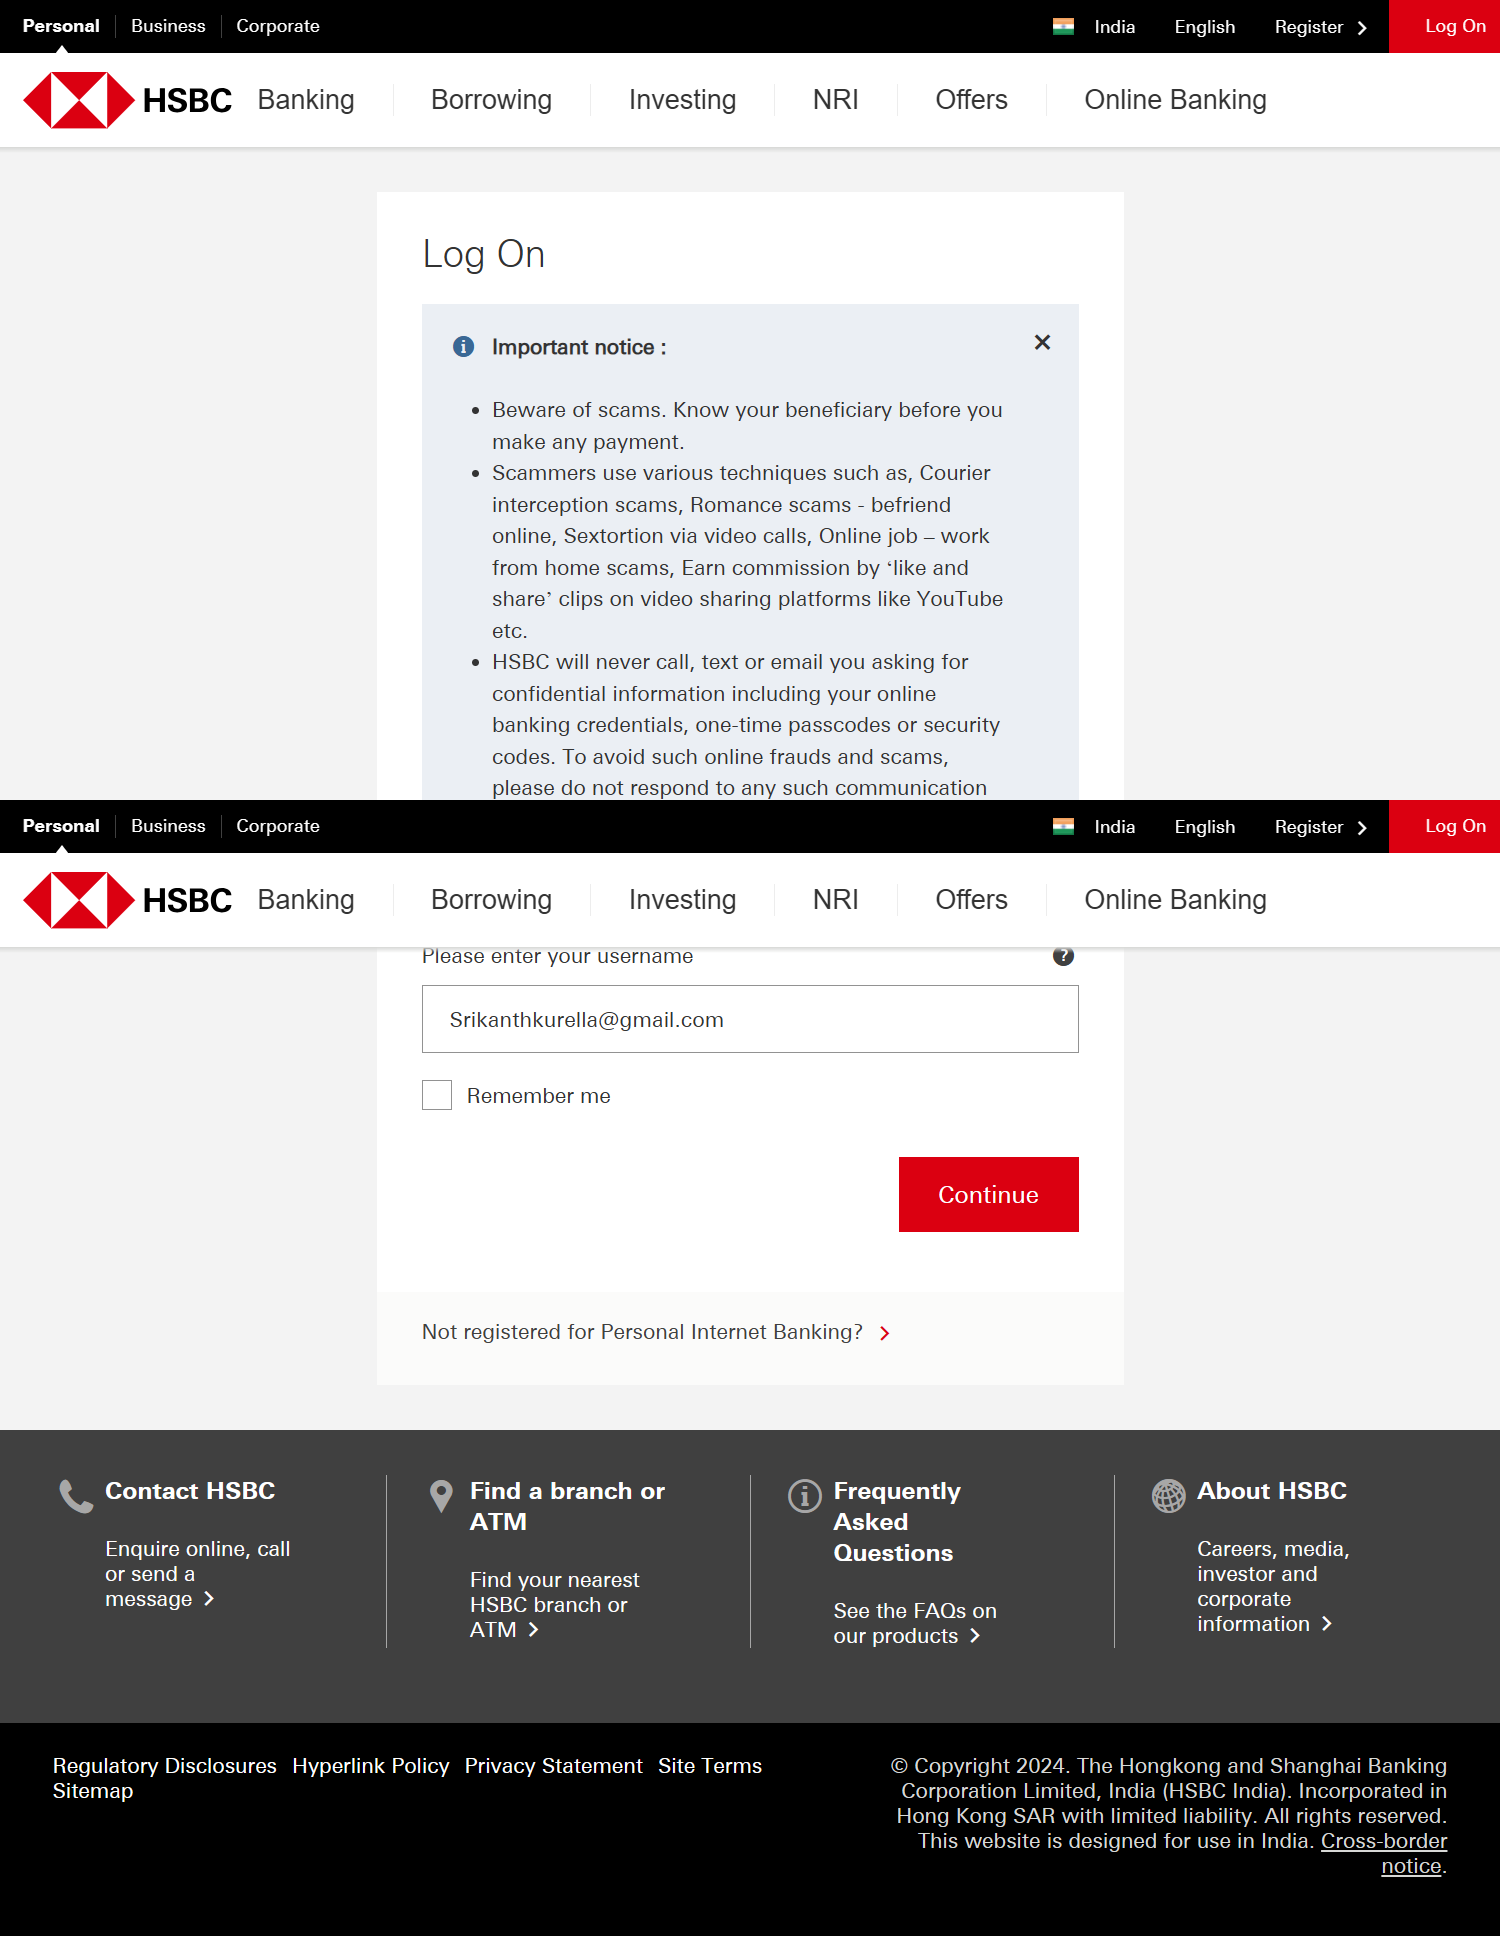 Personal Business Corporate India English Register Log On
HSBC Banking Borrowing Investing NRI Offers Online Banking
Log On
Important notice :
Beware of scams. Know your beneficiary before you
make any payment.
Scammers use various techniques such as, Courier
interception scams, Romance scams - befriend
online, Sextortion via video calls, Online job – work
from home scams, Earn commission by ‘like and
share’ clips on video sharing platforms like YouTube
etc.
HSBC will never call, text or email you asking for
confidential information including your online
banking credentials, one-time passcodes or security
codes. To avoid such online frauds and scams,
please do not respond to any such communication
Personal Business Corporate India English Register Log On
HSBC Banking Borrowing Investing NRI Offers Online Banking
Please enter your username
Srikanthkurella@gmail.com
Remember me
Continue
Not registered for Personal Internet Banking?
Contact HSBC
Enquire online, call
or send a
message
Find a branch or
ATM
Find your nearest
HSBC branch or
ATM
Frequently
Asked
Questions
See the FAQs on
our products
About HSBC
Careers, media,
investor and
corporate
information
Regulatory Disclosures Hyperlink Policy Privacy Statement Site Terms
Sitemap
© Copyright 2024. The Hongkong and Shanghai Banking
Corporation Limited, India (HSBC India). Incorporated in
Hong Kong SAR with limited liability. All rights reserved.
This website is designed for use in India. Cross-border
notice.